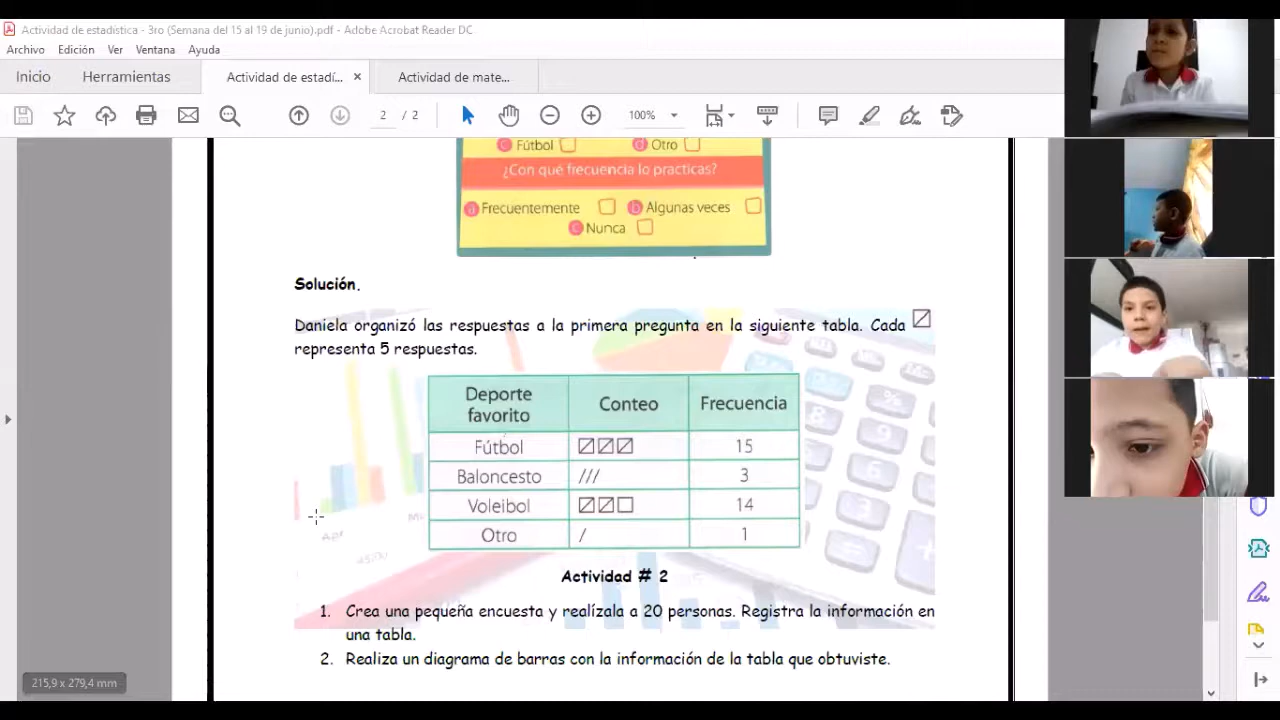 Actividad de estadística - 3ro (Semana del 15 al 19 de junio).pdf - Adobe Acrobat Reader DC
Archivo Edición Ver Ventana Ayuda
Inicio Herramientas Actividad de estadí... × Actividad de mate...
2 / 2 100%
c Fútbol d Otro
¿Con qué frecuencia lo practicas?
a Frecuentemente b Algunas veces
c Nunca
Solución.
Daniela organizó las respuestas a la primera pregunta en la siguiente tabla. Cada
representa 5 respuestas.
Deporte favorito Conteo Frecuencia
Fútbol 15
Baloncesto /// 3
Voleibol 14
Otro / 1
Actividad # 2
1. Crea una pequeña encuesta y realízala a 20 personas. Registra la información en
una tabla.
2. Realiza un diagrama de barras con la información de la tabla que obtuviste.
215,9 x 279,4 mm